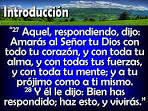 Introducción
"27 Aquel, respondiendo, dijo:
Amarás al Señor tu Dios con
todo tu corazón, y con toda tu
alma, y con todas tus fuerzas,
y con toda tu mente; y a tu
prójimo como a ti mismo.
28 Y él le dijo: Bien has
respondido; haz esto, y vivirás."